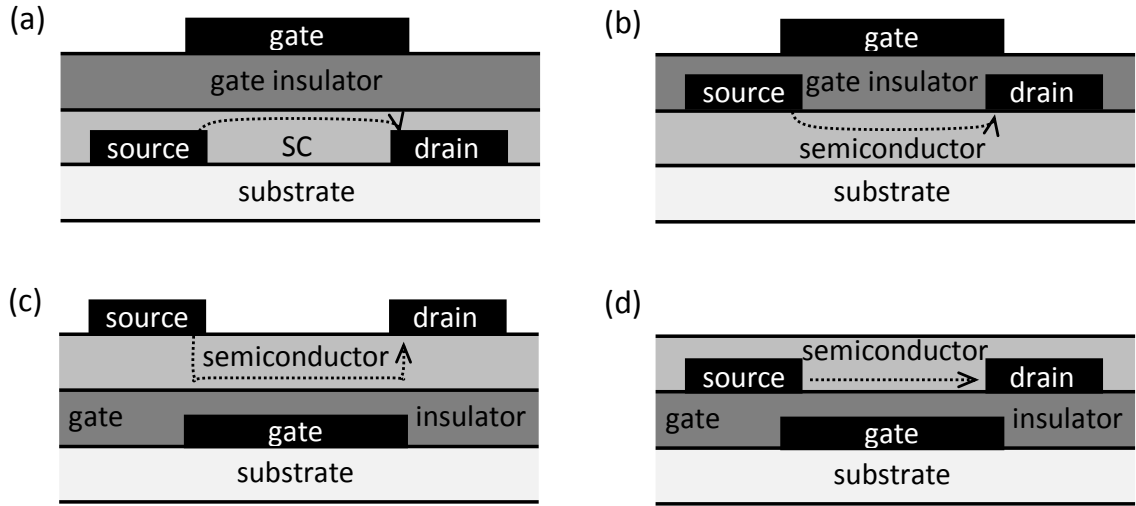 (a)
gate
gate insulator
source SC drain
substrate
(b)
gate
source gate insulator drain
semiconductor
substrate
(c)
source drain
semiconductor
gate insulator
gate
substrate
(d)
semiconductor
source drain
gate insulator
gate
substrate